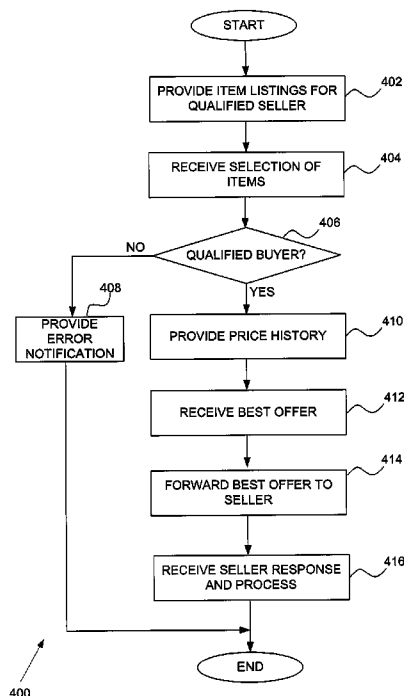 START
PROVIDE ITEM LISTINGS FOR
QUALIFIED SELLER
402
RECEIVE SELECTION OF
ITEMS
404
406
QUALIFIED BUYER?
NO
YES
408
PROVIDE
ERROR
NOTIFICATION
PROVIDE PRICE HISTORY
410
RECEIVE BEST OFFER
412
414
FORWARD BEST OFFER TO
SELLER
RECEIVE SELLER RESPONSE
AND PROCESS
416
END
400